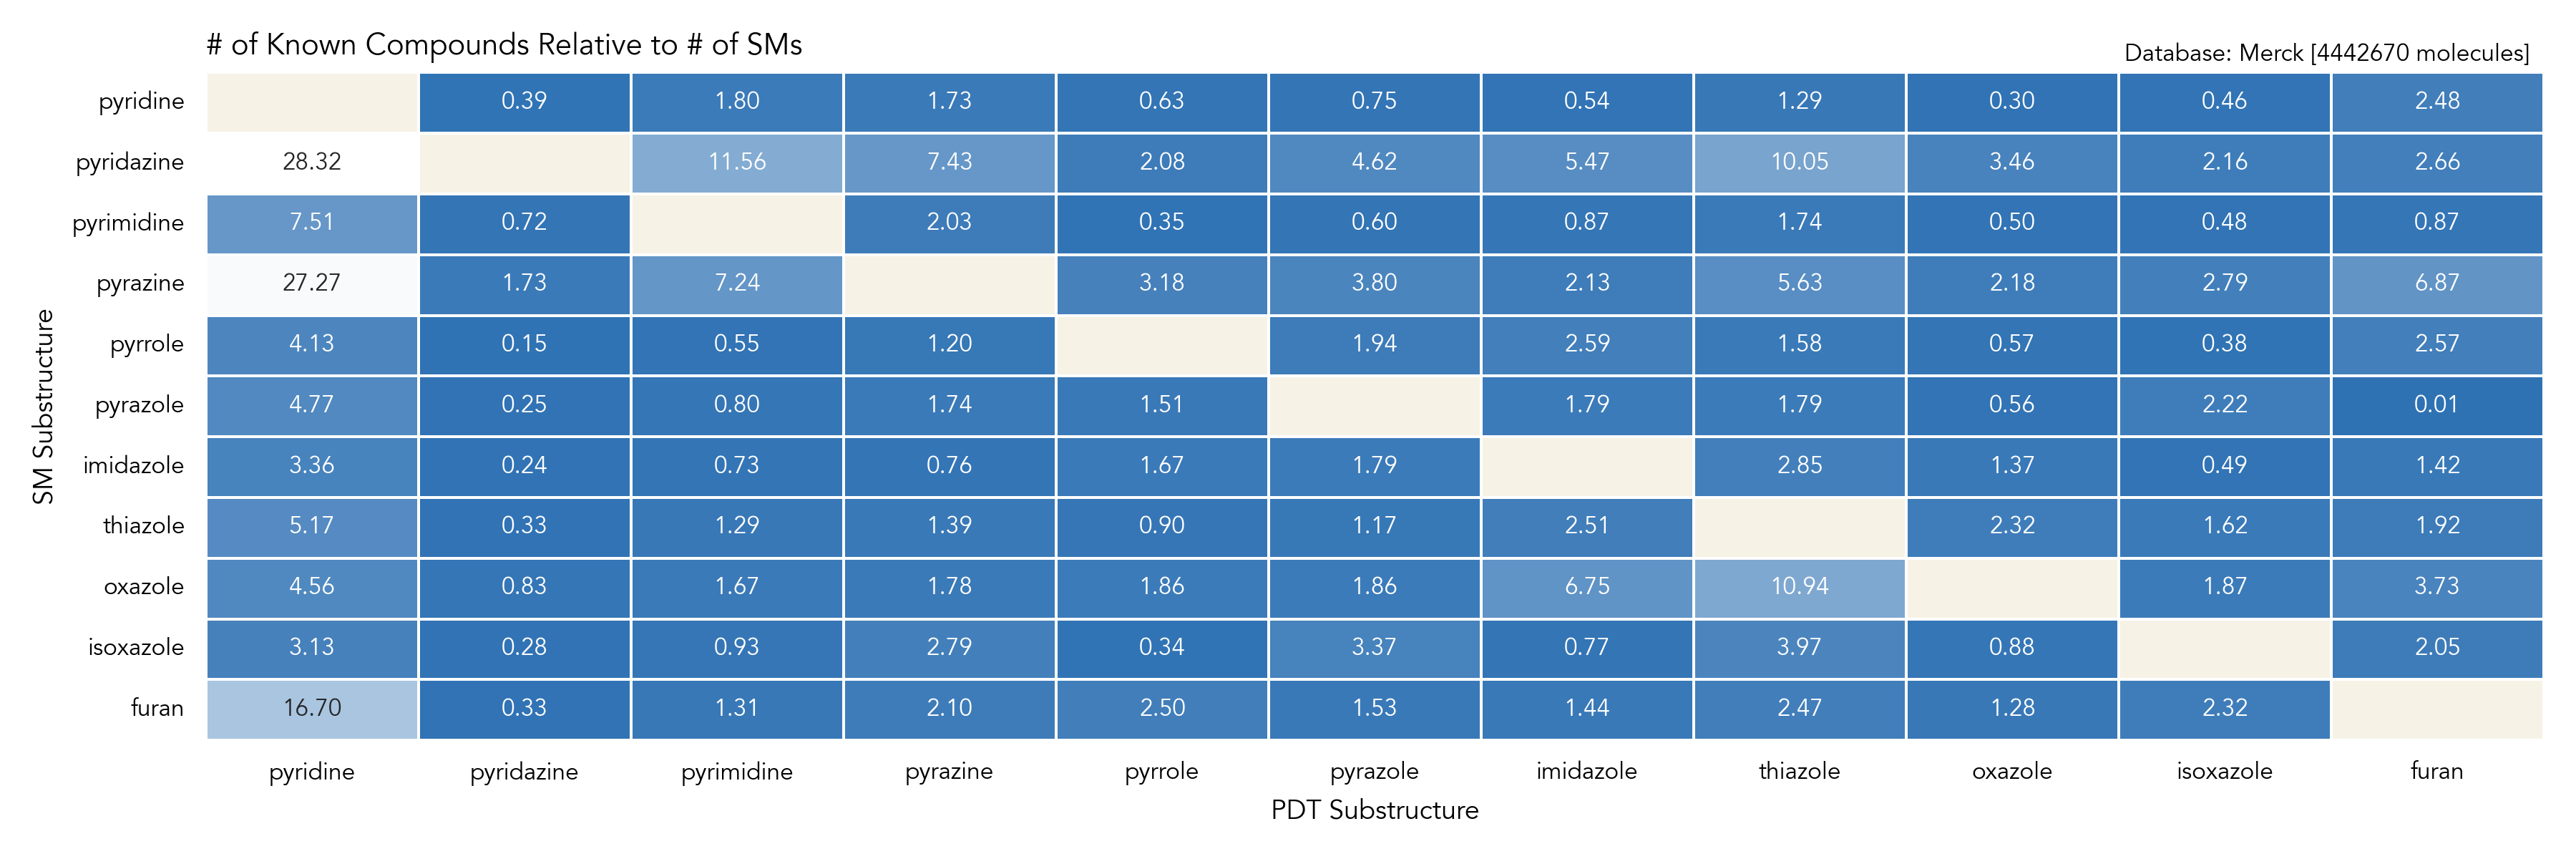 # of Known Compounds Relative to # of SMs
Database: Merck [4442670 molecules]
pyridine 0.39 1.80 1.73 0.63 0.75 0.54 1.29 0.30 0.46 2.48
pyridazine 28.32 11.56 7.43 2.08 4.62 5.47 10.05 3.46 2.16 2.66
pyrimidine 7.51 0.72 2.03 0.35 0.60 0.87 1.74 0.50 0.48 0.87
pyrazine 27.27 1.73 7.24 3.18 3.80 2.13 5.63 2.18 2.79 6.87
pyrrole 4.13 0.15 0.55 1.20 1.94 2.59 1.58 0.57 0.38 2.57
pyrazole 4.77 0.25 0.80 1.74 1.51 1.79 1.79 0.56 2.22 0.01
imidazole 3.36 0.24 0.73 0.76 1.67 1.79 2.85 1.37 0.49 1.42
thiazole 5.17 0.33 1.29 1.39 0.90 1.17 2.51 2.32 1.62 1.92
oxazole 4.56 0.83 1.67 1.78 1.86 1.86 6.75 10.94 1.87 3.73
isoxazole 3.13 0.28 0.93 2.79 0.34 3.37 0.77 3.97 0.88 2.05
furan 16.70 0.33 1.31 2.10 2.50 1.53 1.44 2.47 1.28 2.32
SM Substructure
pyridine pyridazine pyrimidine pyrazine pyrrole pyrazole imidazole thiazole oxazole isoxazole furan
PDT Substructure